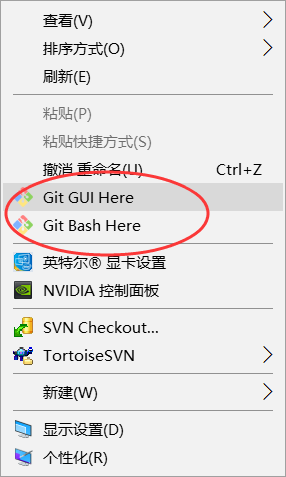 查看(V)
排序方式(O)
刷新(E)
粘贴(P)
粘贴快捷方式(S)
撤消 重命名(U) Ctrl+Z
Git GUI Here
Git Bash Here
英特尔® 显卡设置
NVIDIA 控制面板
SVN Checkout...
TortoiseSVN
新建(W)
显示设置(D)
个性化(R)